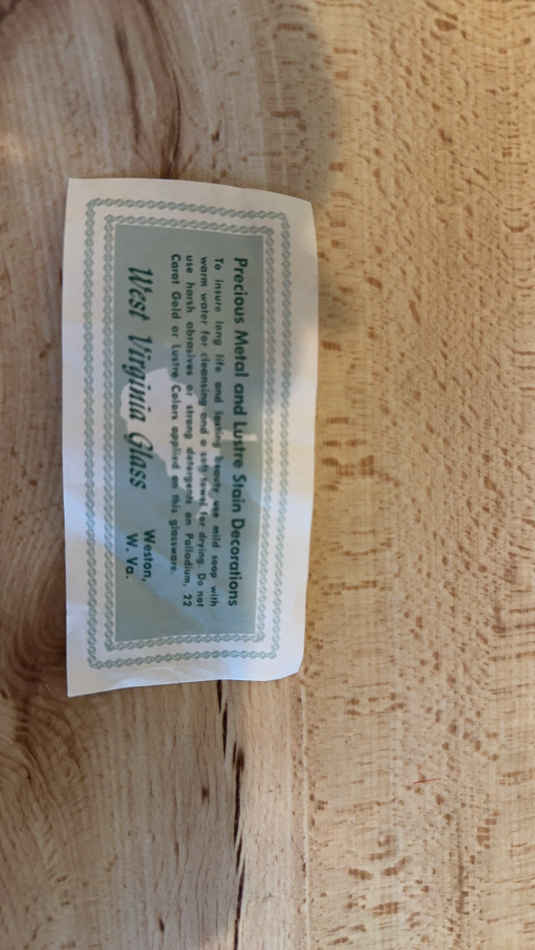 Precious Metal and Lustre Stain Decorations
To insure long life and lasting beauty use mild soap with
warm water for cleansing and a soft towel for drying. Do not
use harsh abrasives or strong detergents on Palladium, 22
Carat Gold or Lustre Colors applied on this glassware.
West Virginia Glass
Weston,
W. Va.